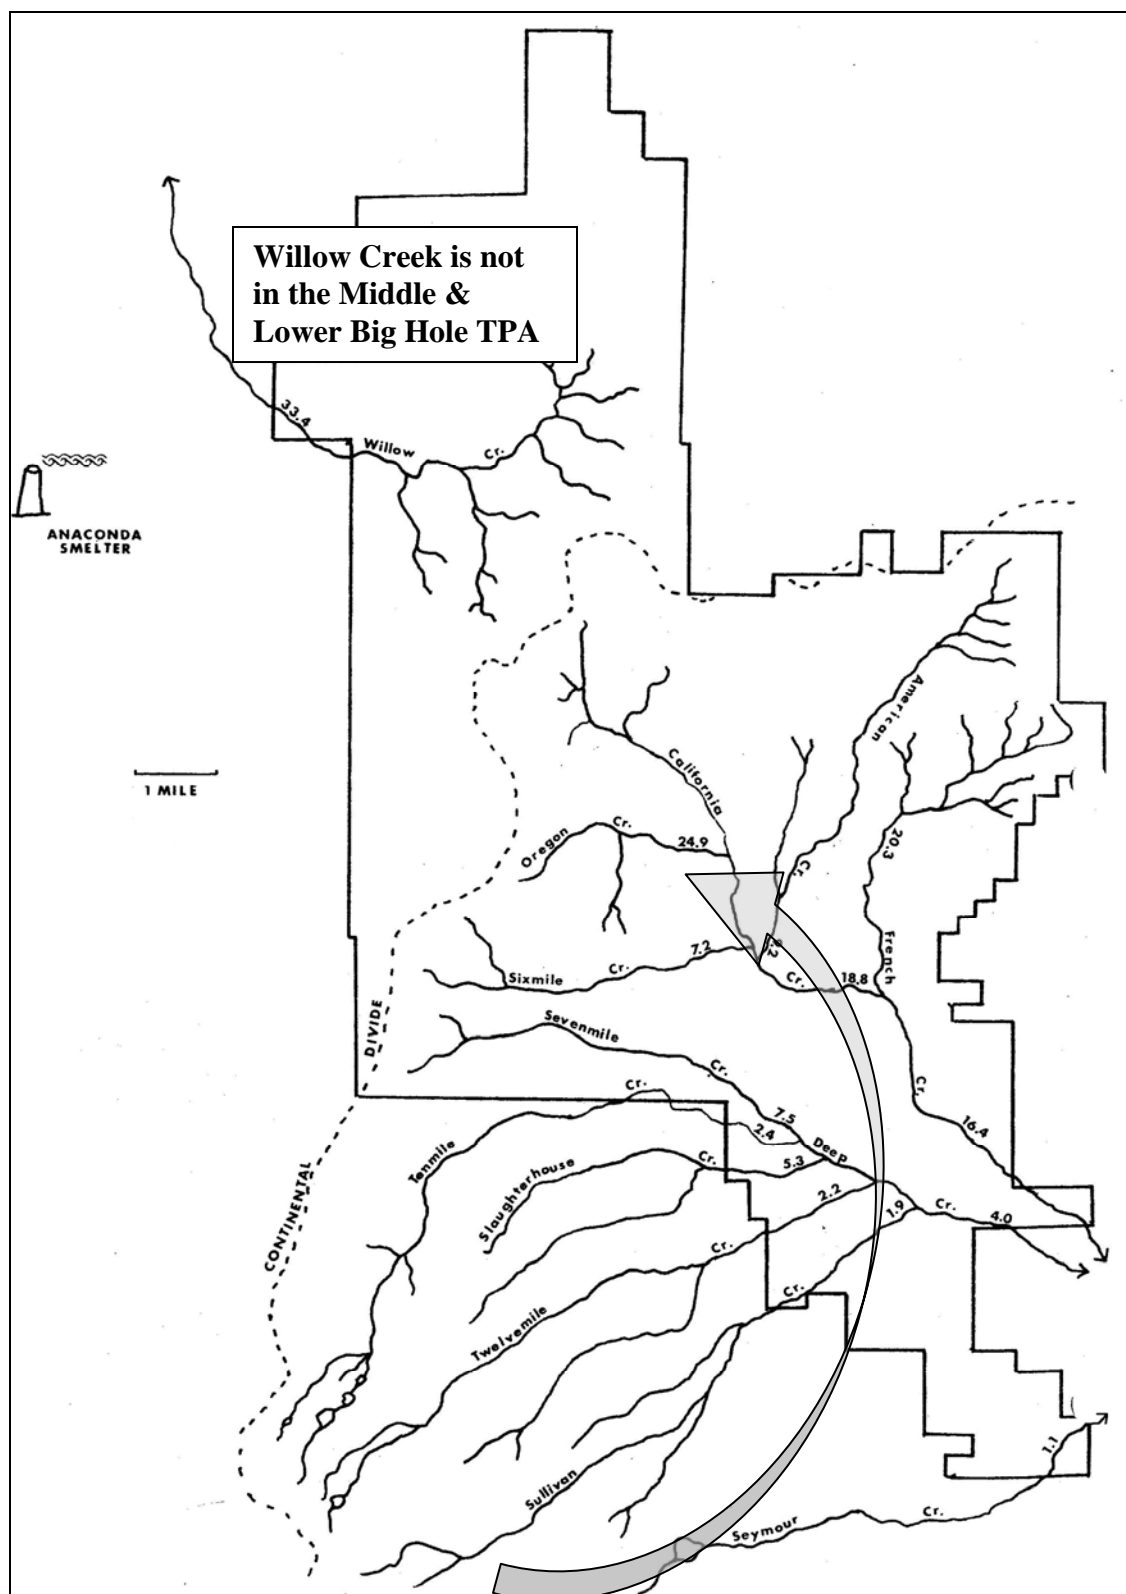 Willow Creek is not
in the Middle &
Lower Big Hole TPA
33.4
Willow
Cr.
ANACONDA
SMELTER
American
California
1 MILE
Oregon
Cr.
24.9
Cr.
20.3
French
Sixmile
Cr.
7.2
Cr.
18.8
DIVIDE
Sevenmile
Cr.
Cr.
7.5
2.4
Deep
Cr.
16.4
Tenmile
Slaughterhouse
Cr.
5.3
2.2
1.9
Cr.
4.0
CONTINENTAL
Cr.
Twelvemile
Cr.
Sullivan
Seymour
Cr.
1.1